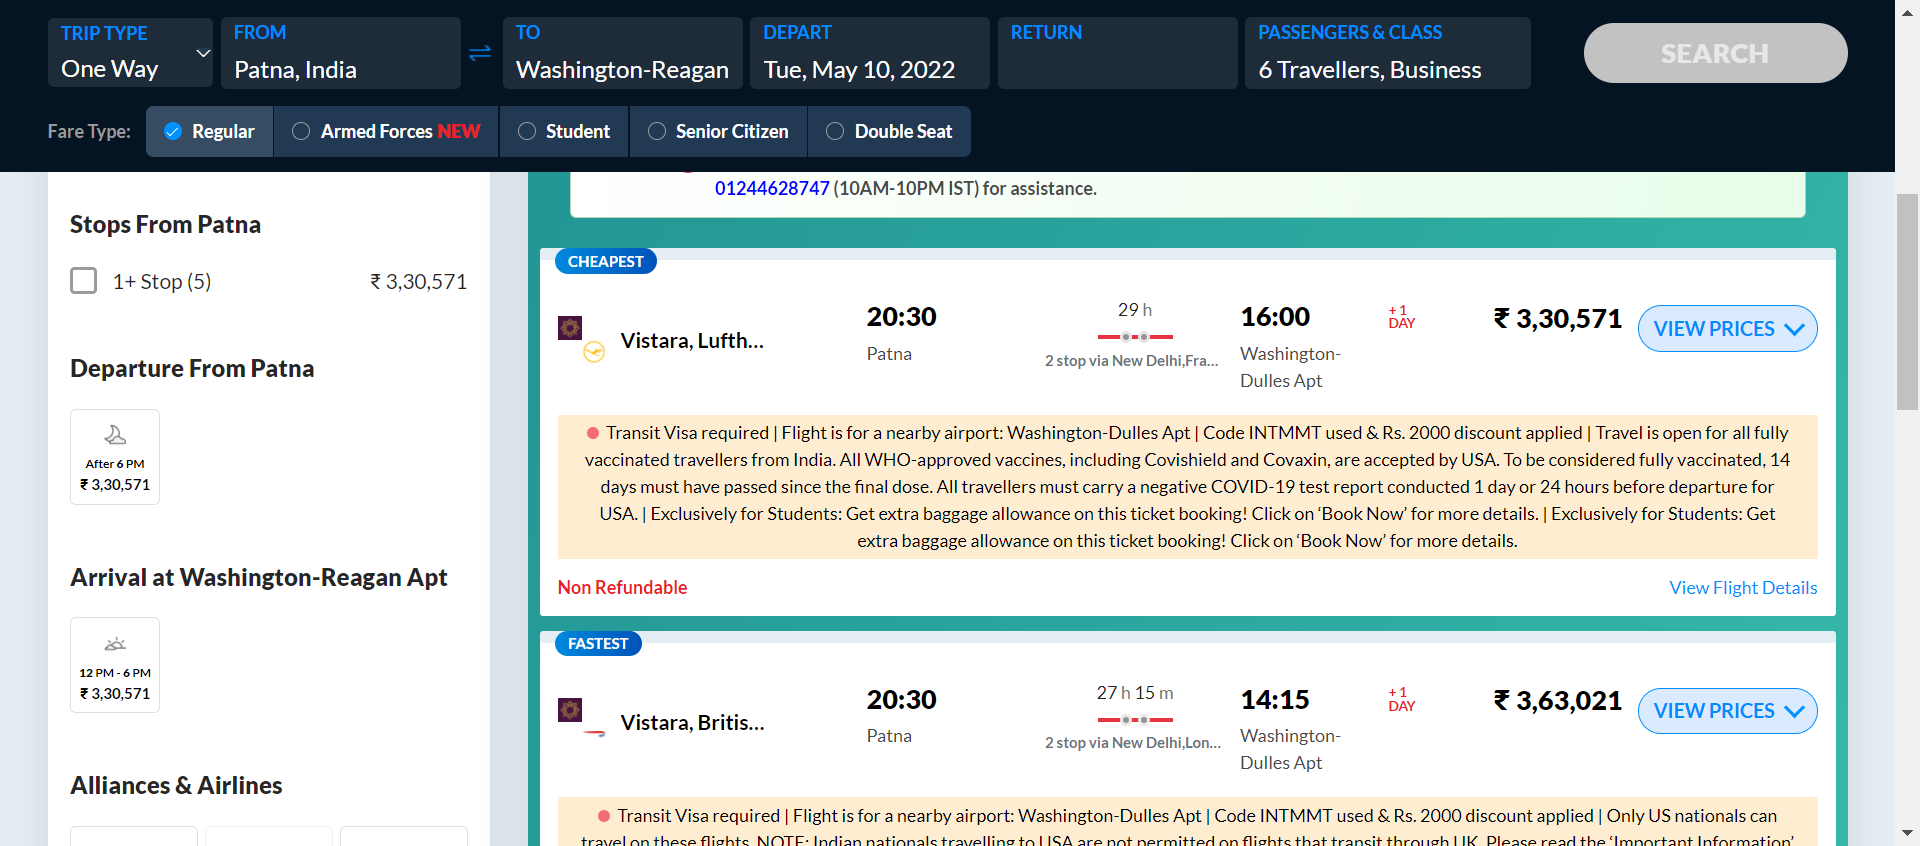 TRIP TYPE
One Way
FROM
Patna, India
TO
Washington-Reagan
DEPART
Tue, May 10, 2022
RETURN
PASSENGERS & CLASS
6 Travellers, Business
SEARCH
Fare Type:
Regular
Armed Forces NEW
Student
Senior Citizen
Double Seat
01244628747 (10AM-10PM IST) for assistance.
Stops From Patna
1+ Stop (5)
₹ 3,30,571
Departure From Patna
After 6 PM
₹ 3,30,571
Arrival at Washington-Reagan Apt
12 PM - 6 PM
₹ 3,30,571
Alliances & Airlines
CHEAPEST
Vistara, Lufth...
20:30
Patna
29 h
2 stop via New Delhi,Fra...
16:00
Washington-
Dulles Apt
+ 1
DAY
₹ 3,30,571
VIEW PRICES
Transit Visa required | Flight is for a nearby airport: Washington-Dulles Apt | Code INTMMT used & Rs. 2000 discount applied | Travel is open for all fully
vaccinated travellers from India. All WHO-approved vaccines, including Covishield and Covaxin, are accepted by USA. To be considered fully vaccinated, 14
days must have passed since the final dose. All travellers must carry a negative COVID-19 test report conducted 1 day or 24 hours before departure for
USA. | Exclusively for Students: Get extra baggage allowance on this ticket booking! Click on ‘Book Now’ for more details. | Exclusively for Students: Get
extra baggage allowance on this ticket booking! Click on ‘Book Now’ for more details.
Non Refundable
View Flight Details
FASTEST
Vistara, Britis...
20:30
Patna
27 h 15 m
2 stop via New Delhi,Lon...
14:15
Washington-
Dulles Apt
+ 1
DAY
₹ 3,63,021
VIEW PRICES
Transit Visa required | Flight is for a nearby airport: Washington-Dulles Apt | Code INTMMT used & Rs. 2000 discount applied | Only US nationals can
travel on these flights. NOTE: Indian nationals travelling to USA are not permitted on flights that transit through UK. Please read the ‘Important Information’